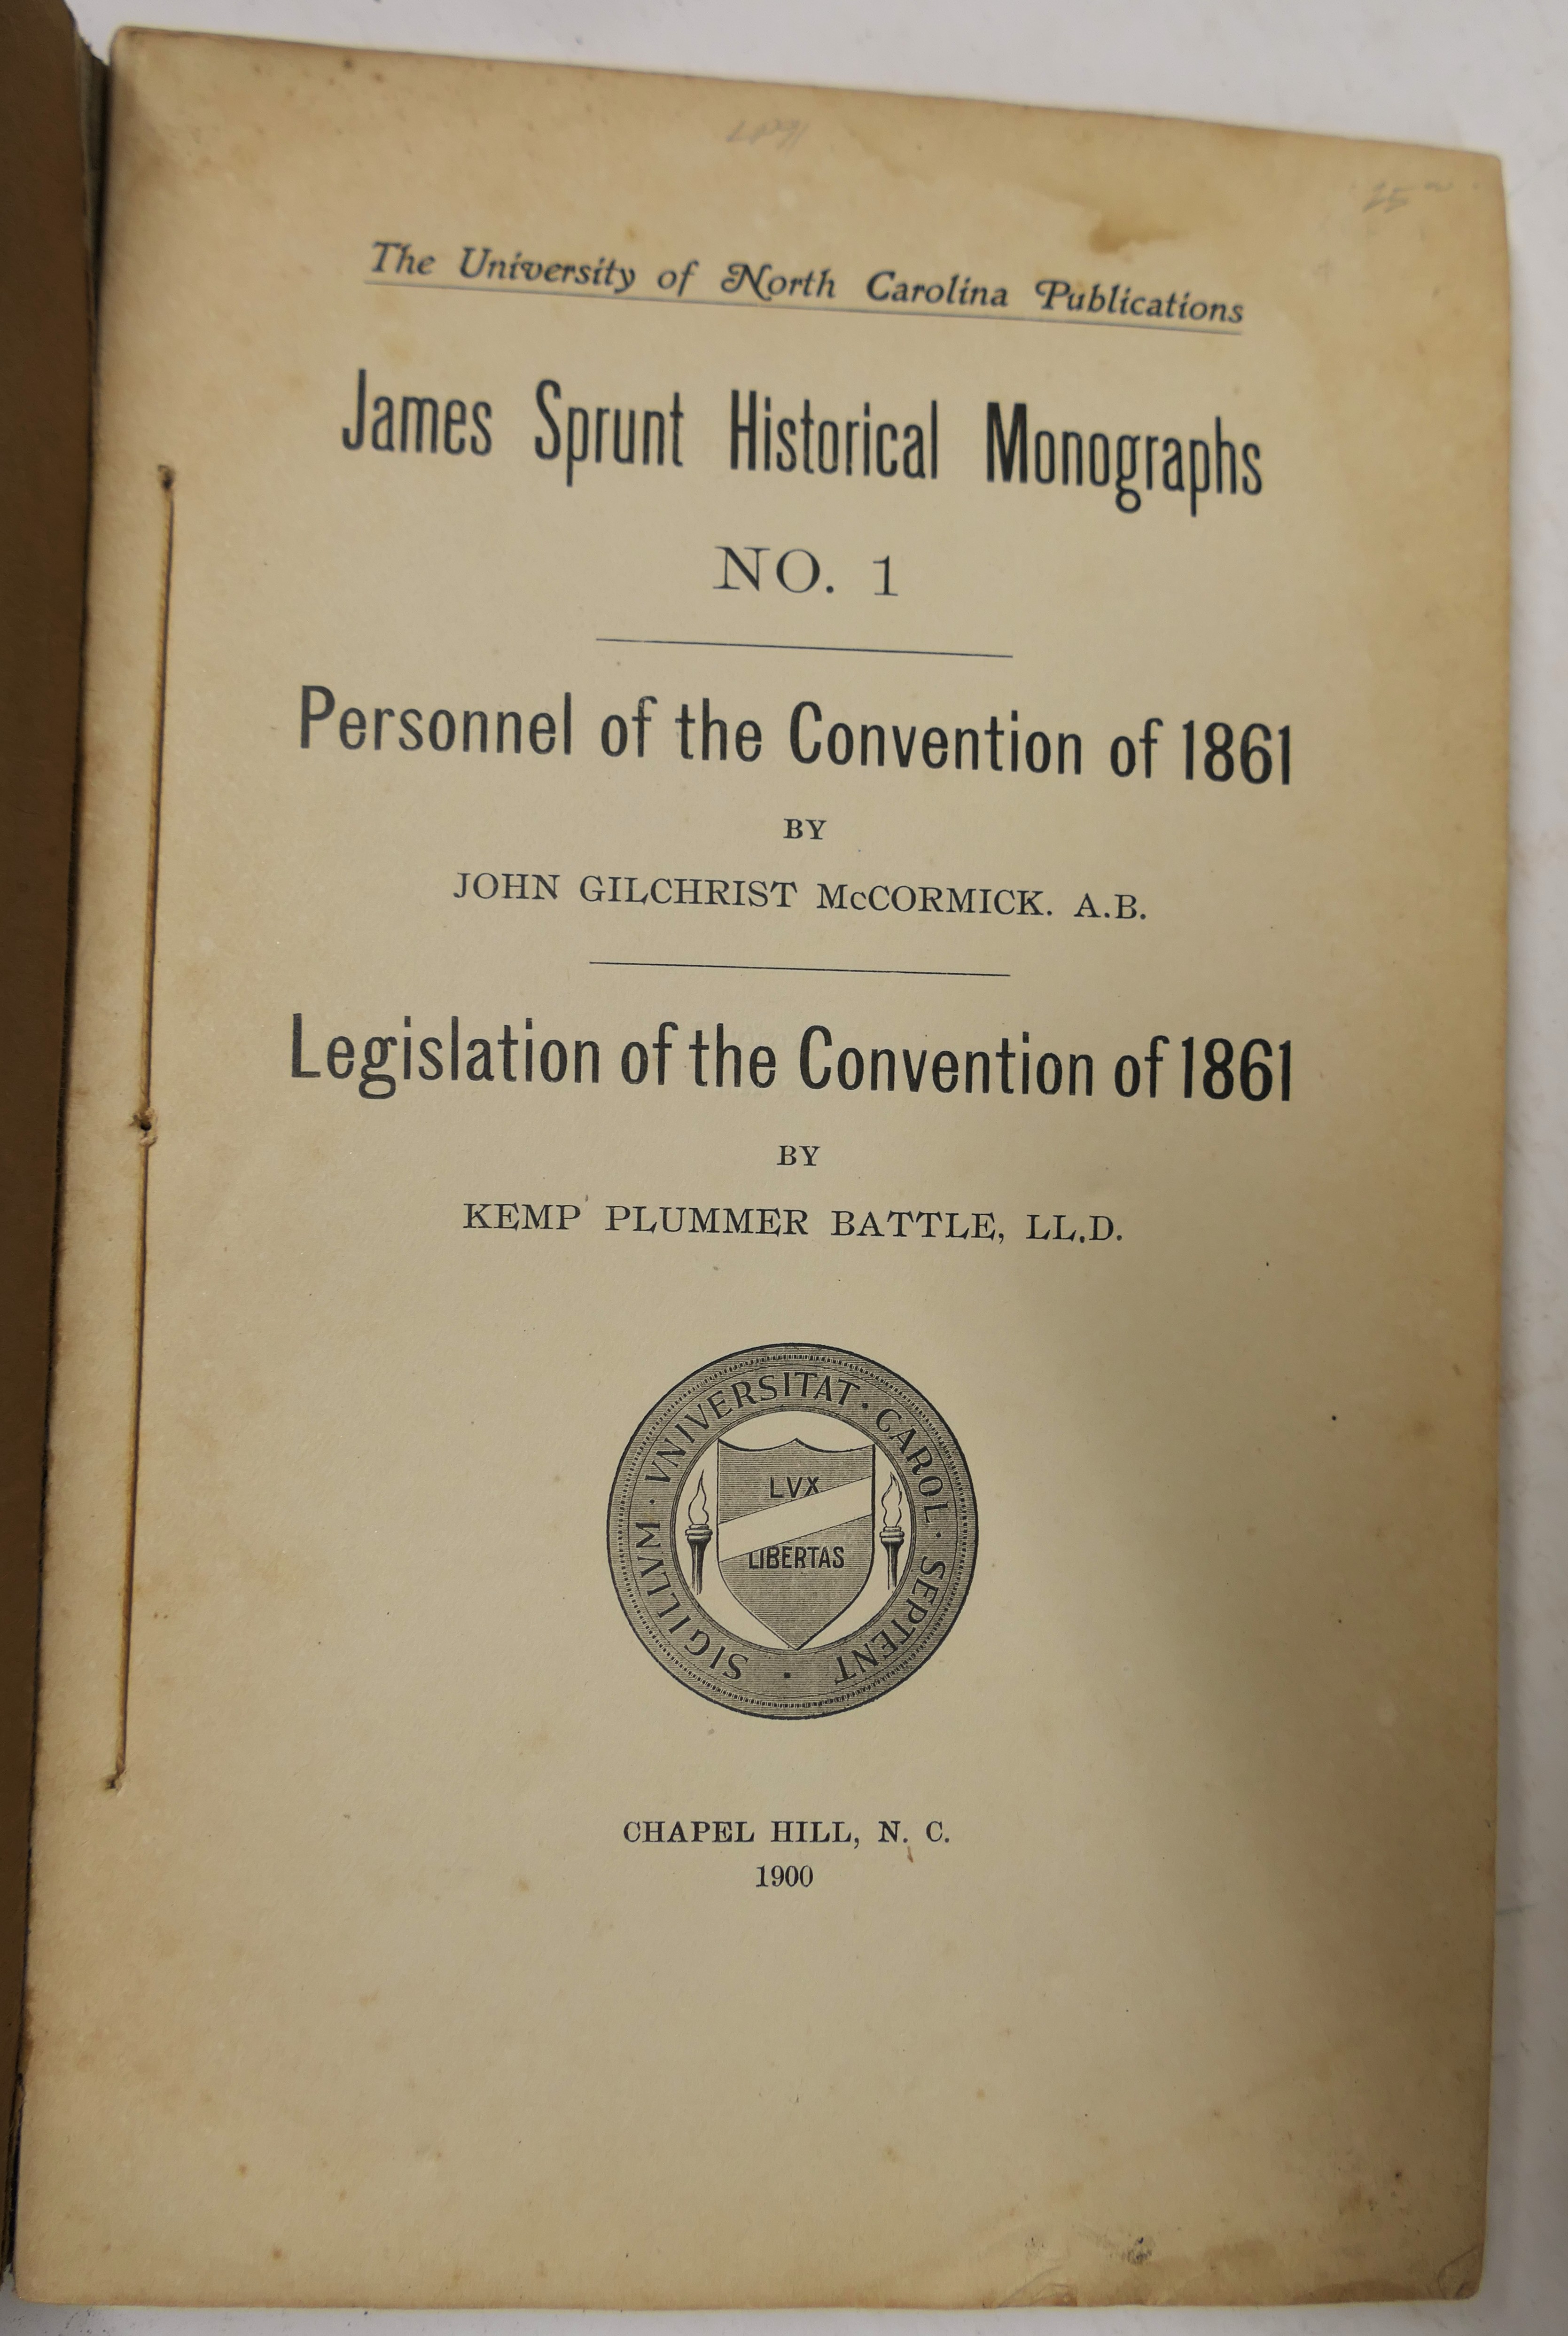 The University of North Carolina Publications
James Sprunt Historical Monographs
NO. 1
Personnel of the Convention of 1861
BY
JOHN GILCHRIST McCORMICK. A.B.
Legislation of the Convention of 1861
BY
KEMP PLUMMER BATTLE, LL.D.
SIGILLVM · VNIVERSITAT · CAROL · SEPTENT ·
LVX
LIBERTAS
CHAPEL HILL, N. C.
1900